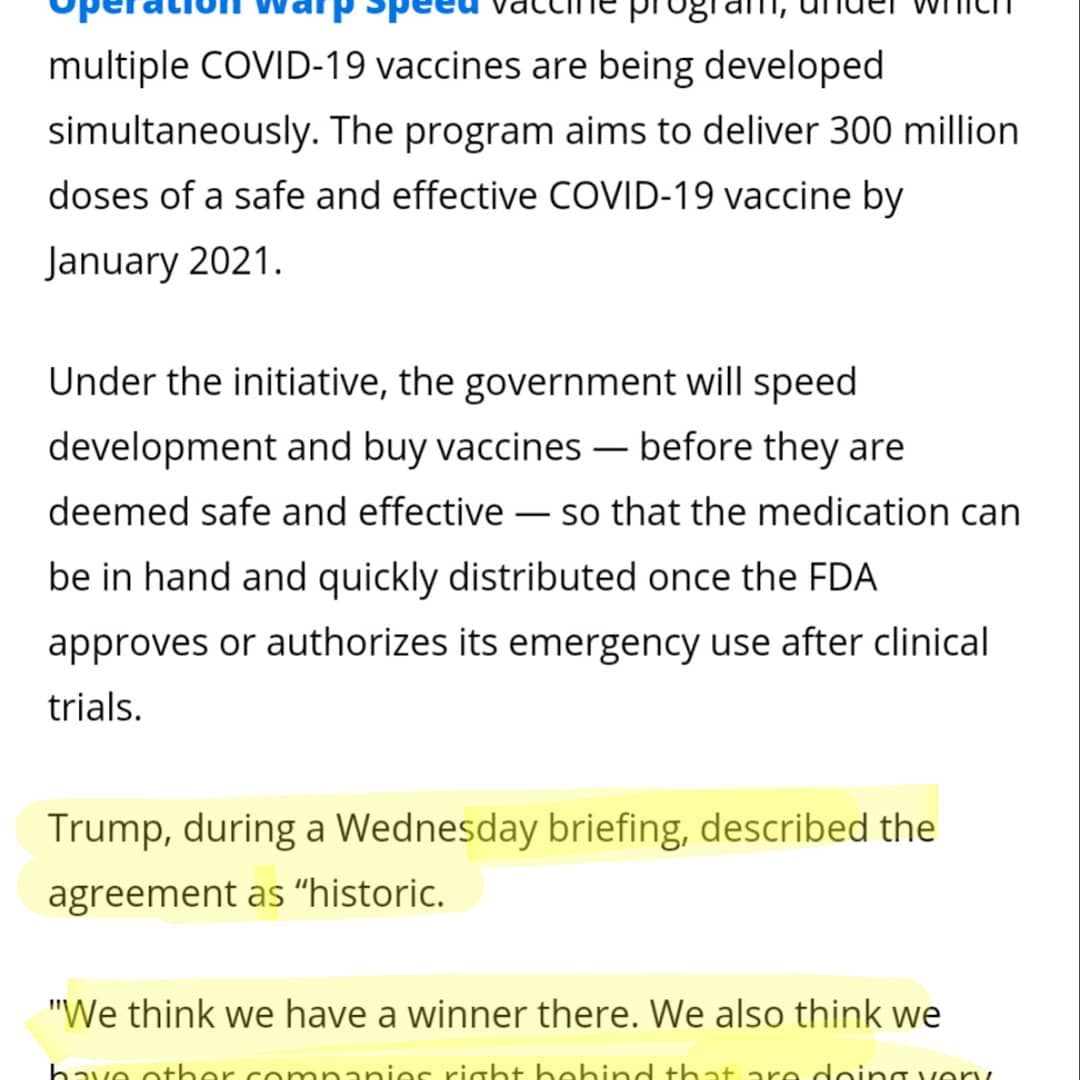 Operation Warp Speed vaccine program, under which
multiple COVID-19 vaccines are being developed
simultaneously. The program aims to deliver 300 million
doses of a safe and effective COVID-19 vaccine by
January 2021.
Under the initiative, the government will speed
development and buy vaccines — before they are
deemed safe and effective — so that the medication can
be in hand and quickly distributed once the FDA
approves or authorizes its emergency use after clinical
trials.
Trump, during a Wednesday briefing, described the
agreement as “historic.
"We think we have a winner there. We also think we
have other companies right behind that are doing very